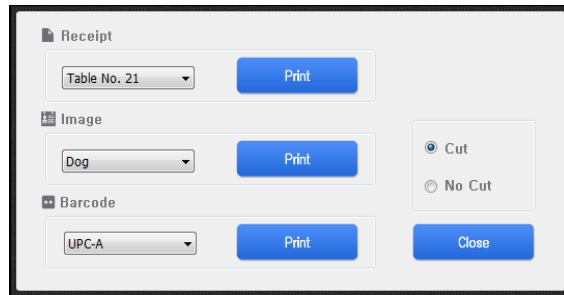 Receipt
Table No. 21 Print
Image
Dog Print
Cut
No Cut
Barcode
UPC-A Print Close